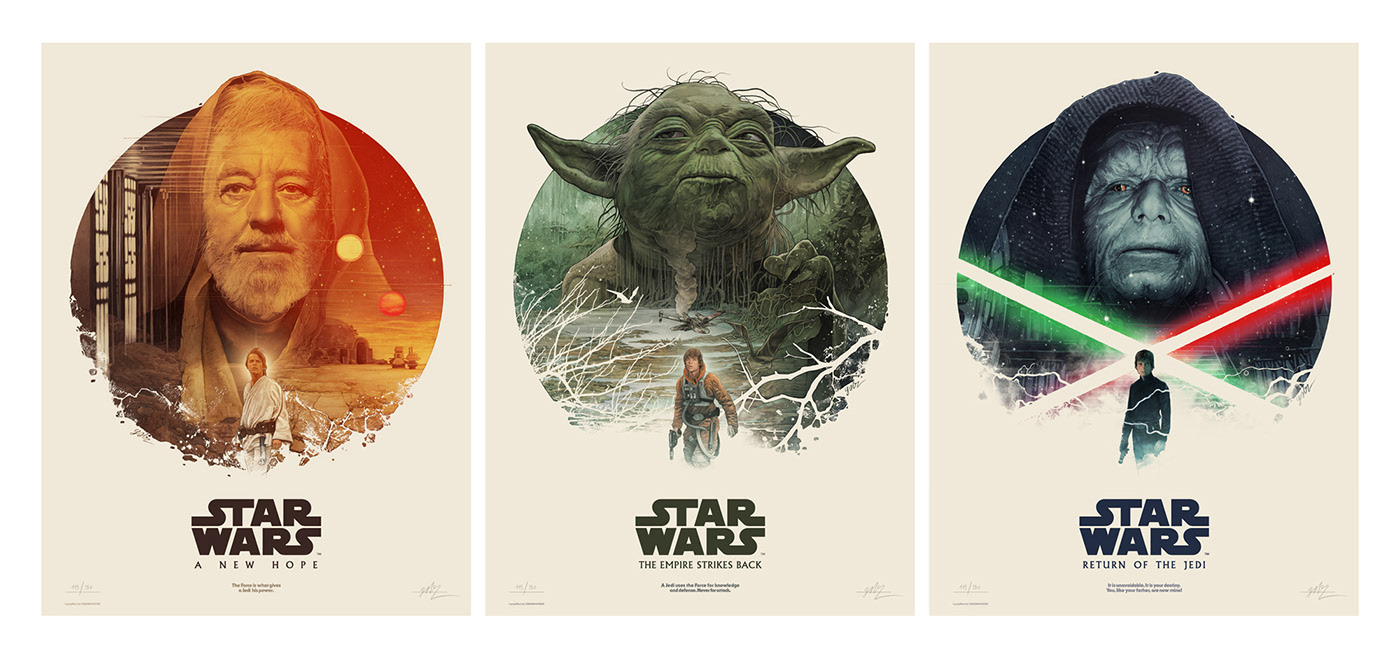 STAR
WARS
A NEW HOPE
The Force is what gives
a Jedi his power.
STAR
WARS
THE EMPIRE STRIKES BACK
A Jedi uses the Force for knowledge
and defense. Never for attack.
STAR
WARS
RETURN OF THE JEDI
It is unavoidable. It is your destiny.
You, like your father, are now mine!